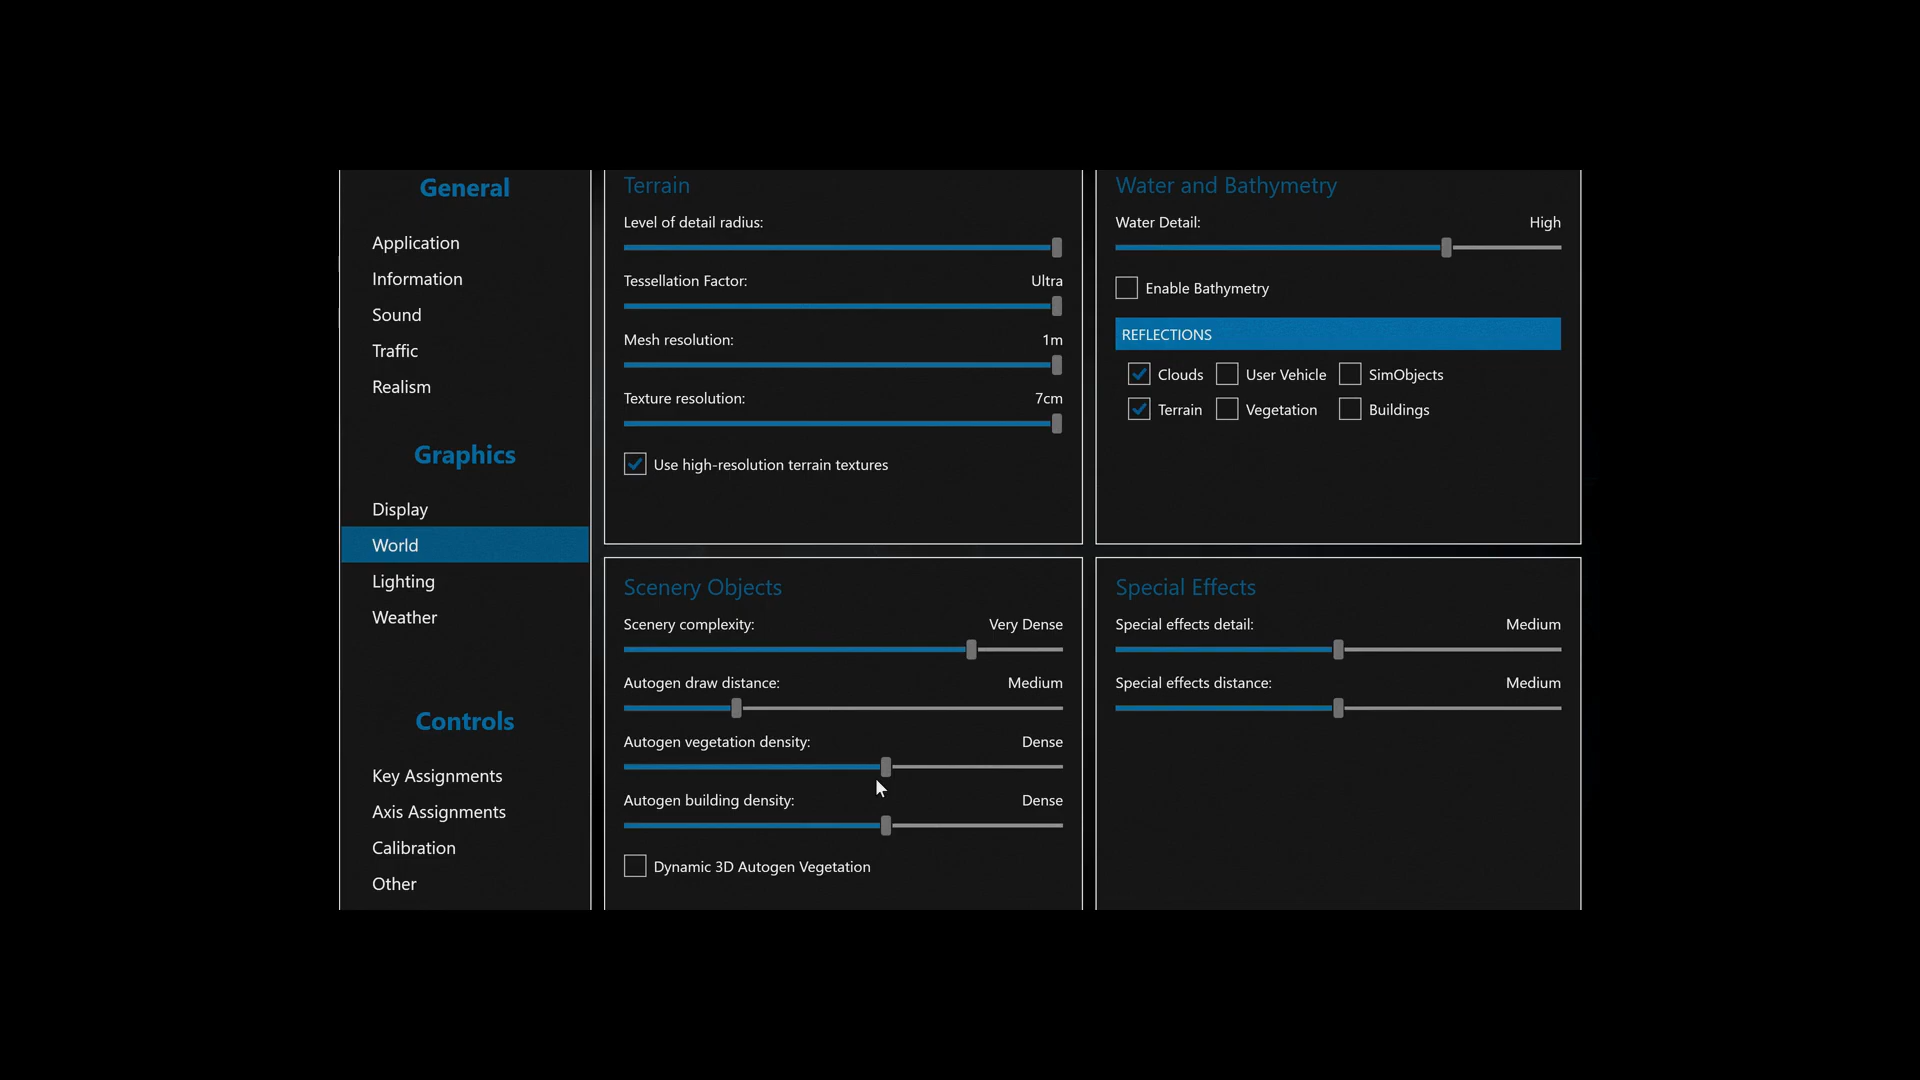 General
Application
Information
Sound
Traffic
Realism
Graphics
Display
World
Lighting
Weather
Controls
Key Assignments
Axis Assignments
Calibration
Other
Terrain
Level of detail radius:
Tessellation Factor: Ultra
Mesh resolution: 1m
Texture resolution: 7cm
Use high-resolution terrain textures
Water and Bathymetry
Water Detail: High
Enable Bathymetry
REFLECTIONS
Clouds User Vehicle SimObjects
Terrain Vegetation Buildings
Scenery Objects
Scenery complexity: Very Dense
Autogen draw distance: Medium
Autogen vegetation density: Dense
Autogen building density: Dense
Dynamic 3D Autogen Vegetation
Special Effects
Special effects detail: Medium
Special effects distance: Medium